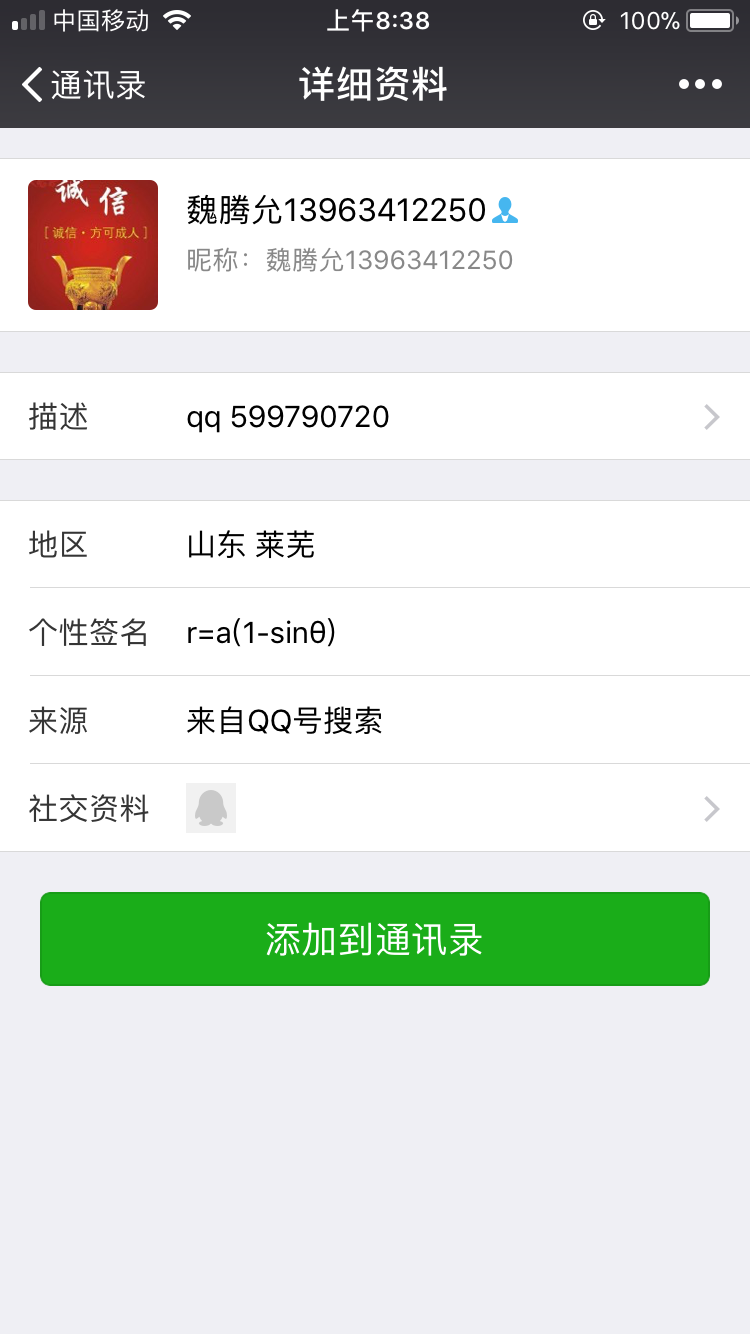 中国移动 上午8:38 100%
通讯录 详细资料
诚信
[诚信·方可成人]
魏腾允13963412250
昵称：魏腾允13963412250
描述 qq 599790720
地区 山东 莱芜
个性签名 r=a(1-sinθ)
来源 来自QQ号搜索
社交资料
添加到通讯录